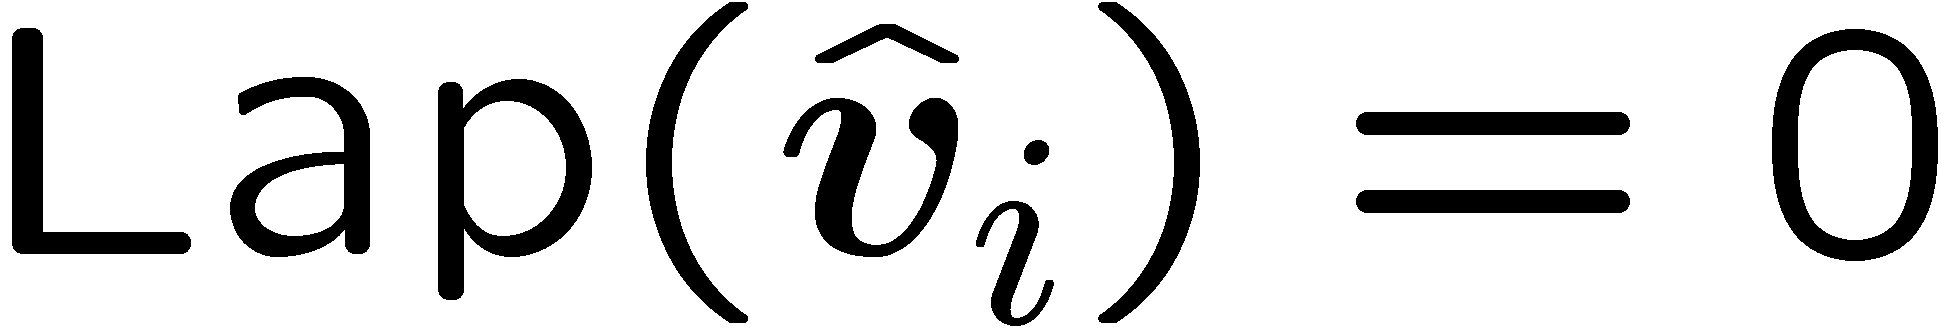 Lap(v̂ᵢ) = 0